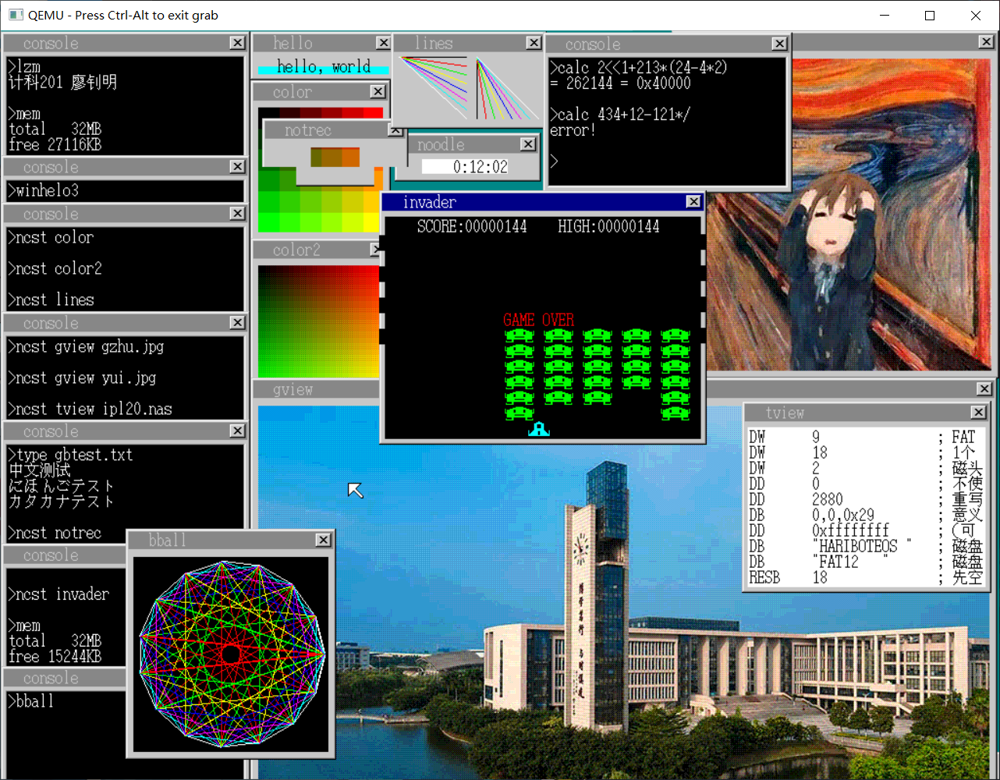 QEMU - Press Ctrl-Alt to exit grab
console
>lzm
计科201 廖钊明
>mem
total   32MB
free 27116KB
console
>winhelo3
console
>ncst color
>ncst color2
>ncst lines
console
>ncst gview gzhu.jpg
>ncst gview yui.jpg
>ncst tview ipl20.nas
console
>type gbtest.txt
中文测试
にほんごテスト
カタカナテスト
>ncst notrec
console
>ncst invader
>mem
total   32MB
free 15244KB
console
>bball
hello
hello, world
color
notrec
color2
lines
noodle
0:12:02
console
>calc 2<<1+213*(24-4*2)
= 262144 = 0x40000
>calc 434+12-121*/
error!
>
invader
SCORE:00000144    HIGH:00000144
GAME OVER
gview
bball
tview
DW      9               ; FAT
DW      18              ; 1个
DW      2               ; 磁头
DD      0               ; 不使
DD      2880            ; 重写
DB      0,0,0x29        ; 意义
DD      0xffffffff      ; (可
DB      "HARIBOTEOS "   ; 磁盘
DB      "FAT12   "      ; 磁盘
RESB    18              ; 先空